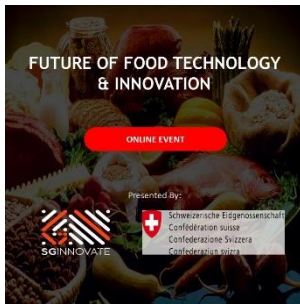 FUTURE OF FOOD TECHNOLOGY
& INNOVATION
ONLINE EVENT
Presented By:
SGINNOVATE
Schweizerische Eidgenossenschaft
Confédération suisse
Confederazione Svizzera
Confederaziun svizra